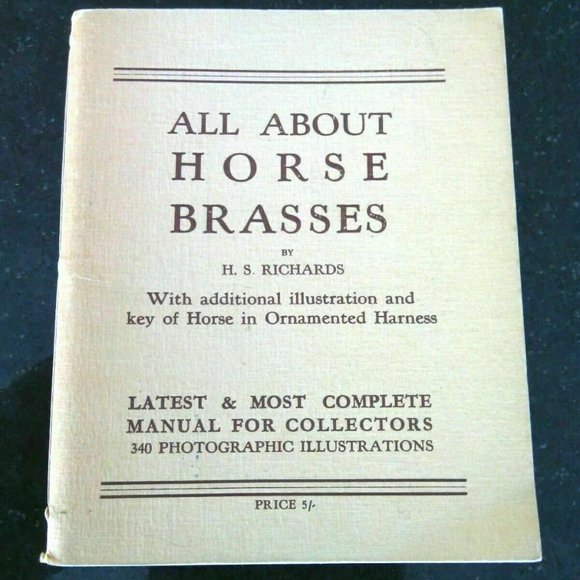 ALL ABOUT
HORSE
BRASSES
BY
H. S. RICHARDS
With additional illustration and
key of Horse in Ornamented Harness
LATEST & MOST COMPLETE
MANUAL FOR COLLECTORS
340 PHOTOGRAPHIC ILLUSTRATIONS
PRICE 5/-